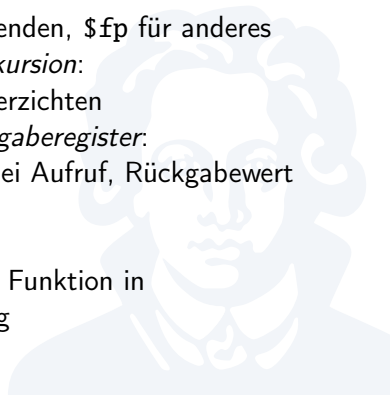 enden, $fp für anderes
kursion:
erzichten
gaberegister:
ei Aufruf, Rückgabewert
Funktion in
g